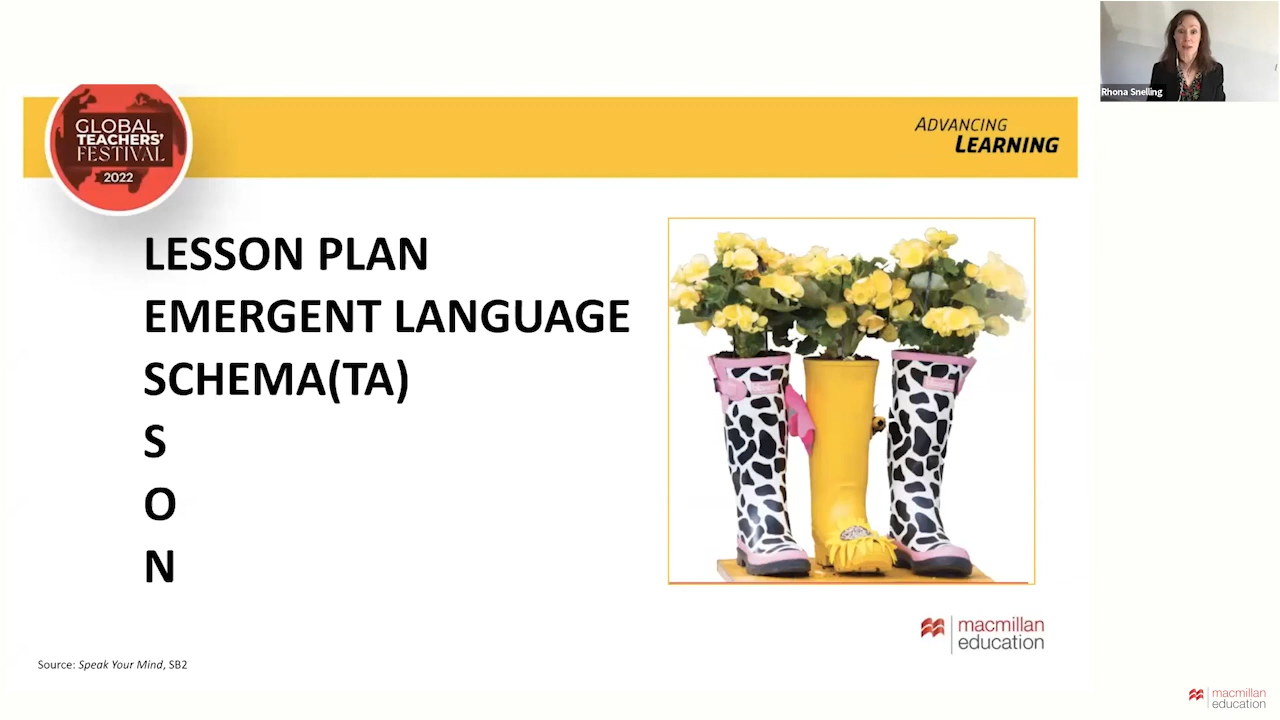 GLOBAL
TEACHERS'
FESTIVAL
2022
ADVANCING
LEARNING
Rhona Snelling
LESSON PLAN
EMERGENT LANGUAGE
SCHEMA(TA)
S
O
N
macmillan
education
Source: Speak Your Mind, SB2
macmillan
education